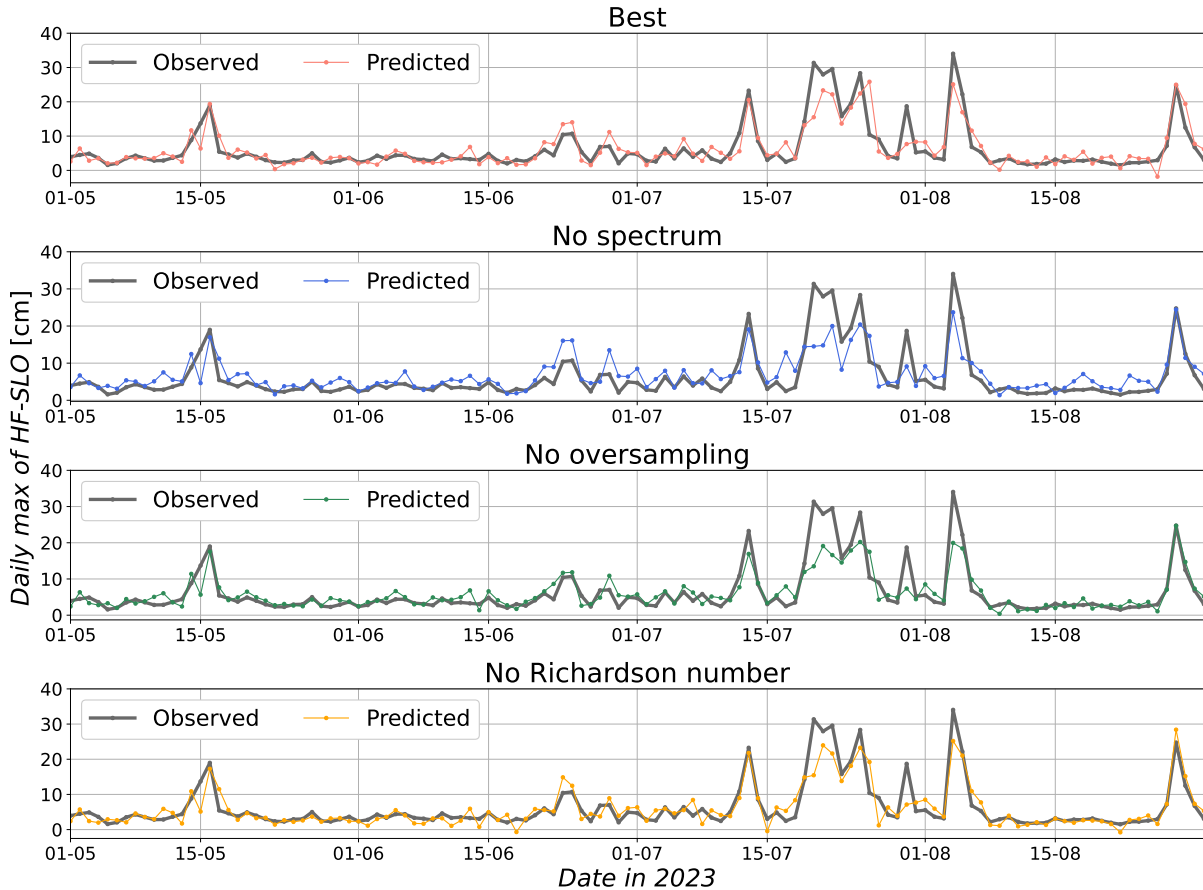 Best
40
30
20
10
0
Observed
Predicted
01-05 15-05 01-06 15-06 01-07 15-07 01-08 15-08
No spectrum
40
30
20
10
0
Observed
Predicted
01-05 15-05 01-06 15-06 01-07 15-07 01-08 15-08
Daily max of HF-SLO [cm]
No oversampling
40
30
20
10
0
Observed
Predicted
01-05 15-05 01-06 15-06 01-07 15-07 01-08 15-08
No Richardson number
40
30
20
10
0
Observed
Predicted
01-05 15-05 01-06 15-06 01-07 15-07 01-08 15-08
Date in 2023